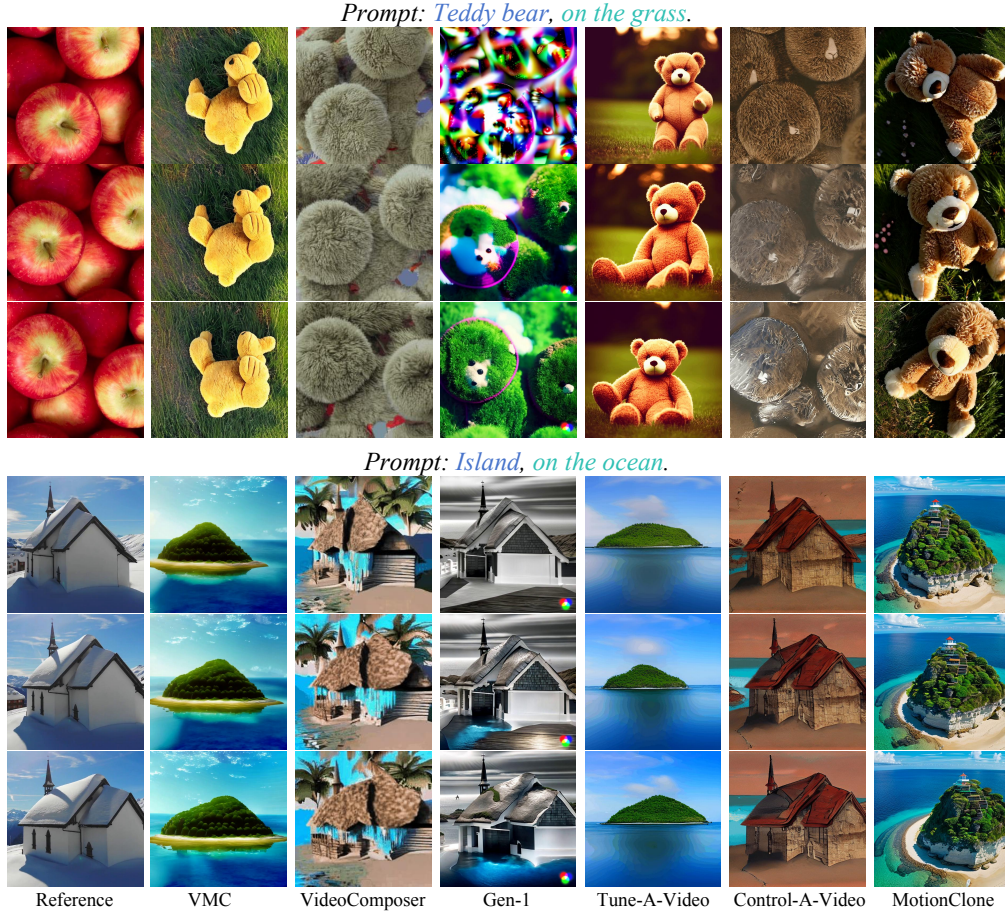 Prompt: Teddy bear, on the grass.
Prompt: Island, on the ocean.
Reference VMC VideoComposer Gen-1 Tune-A-Video Control-A-Video MotionClone